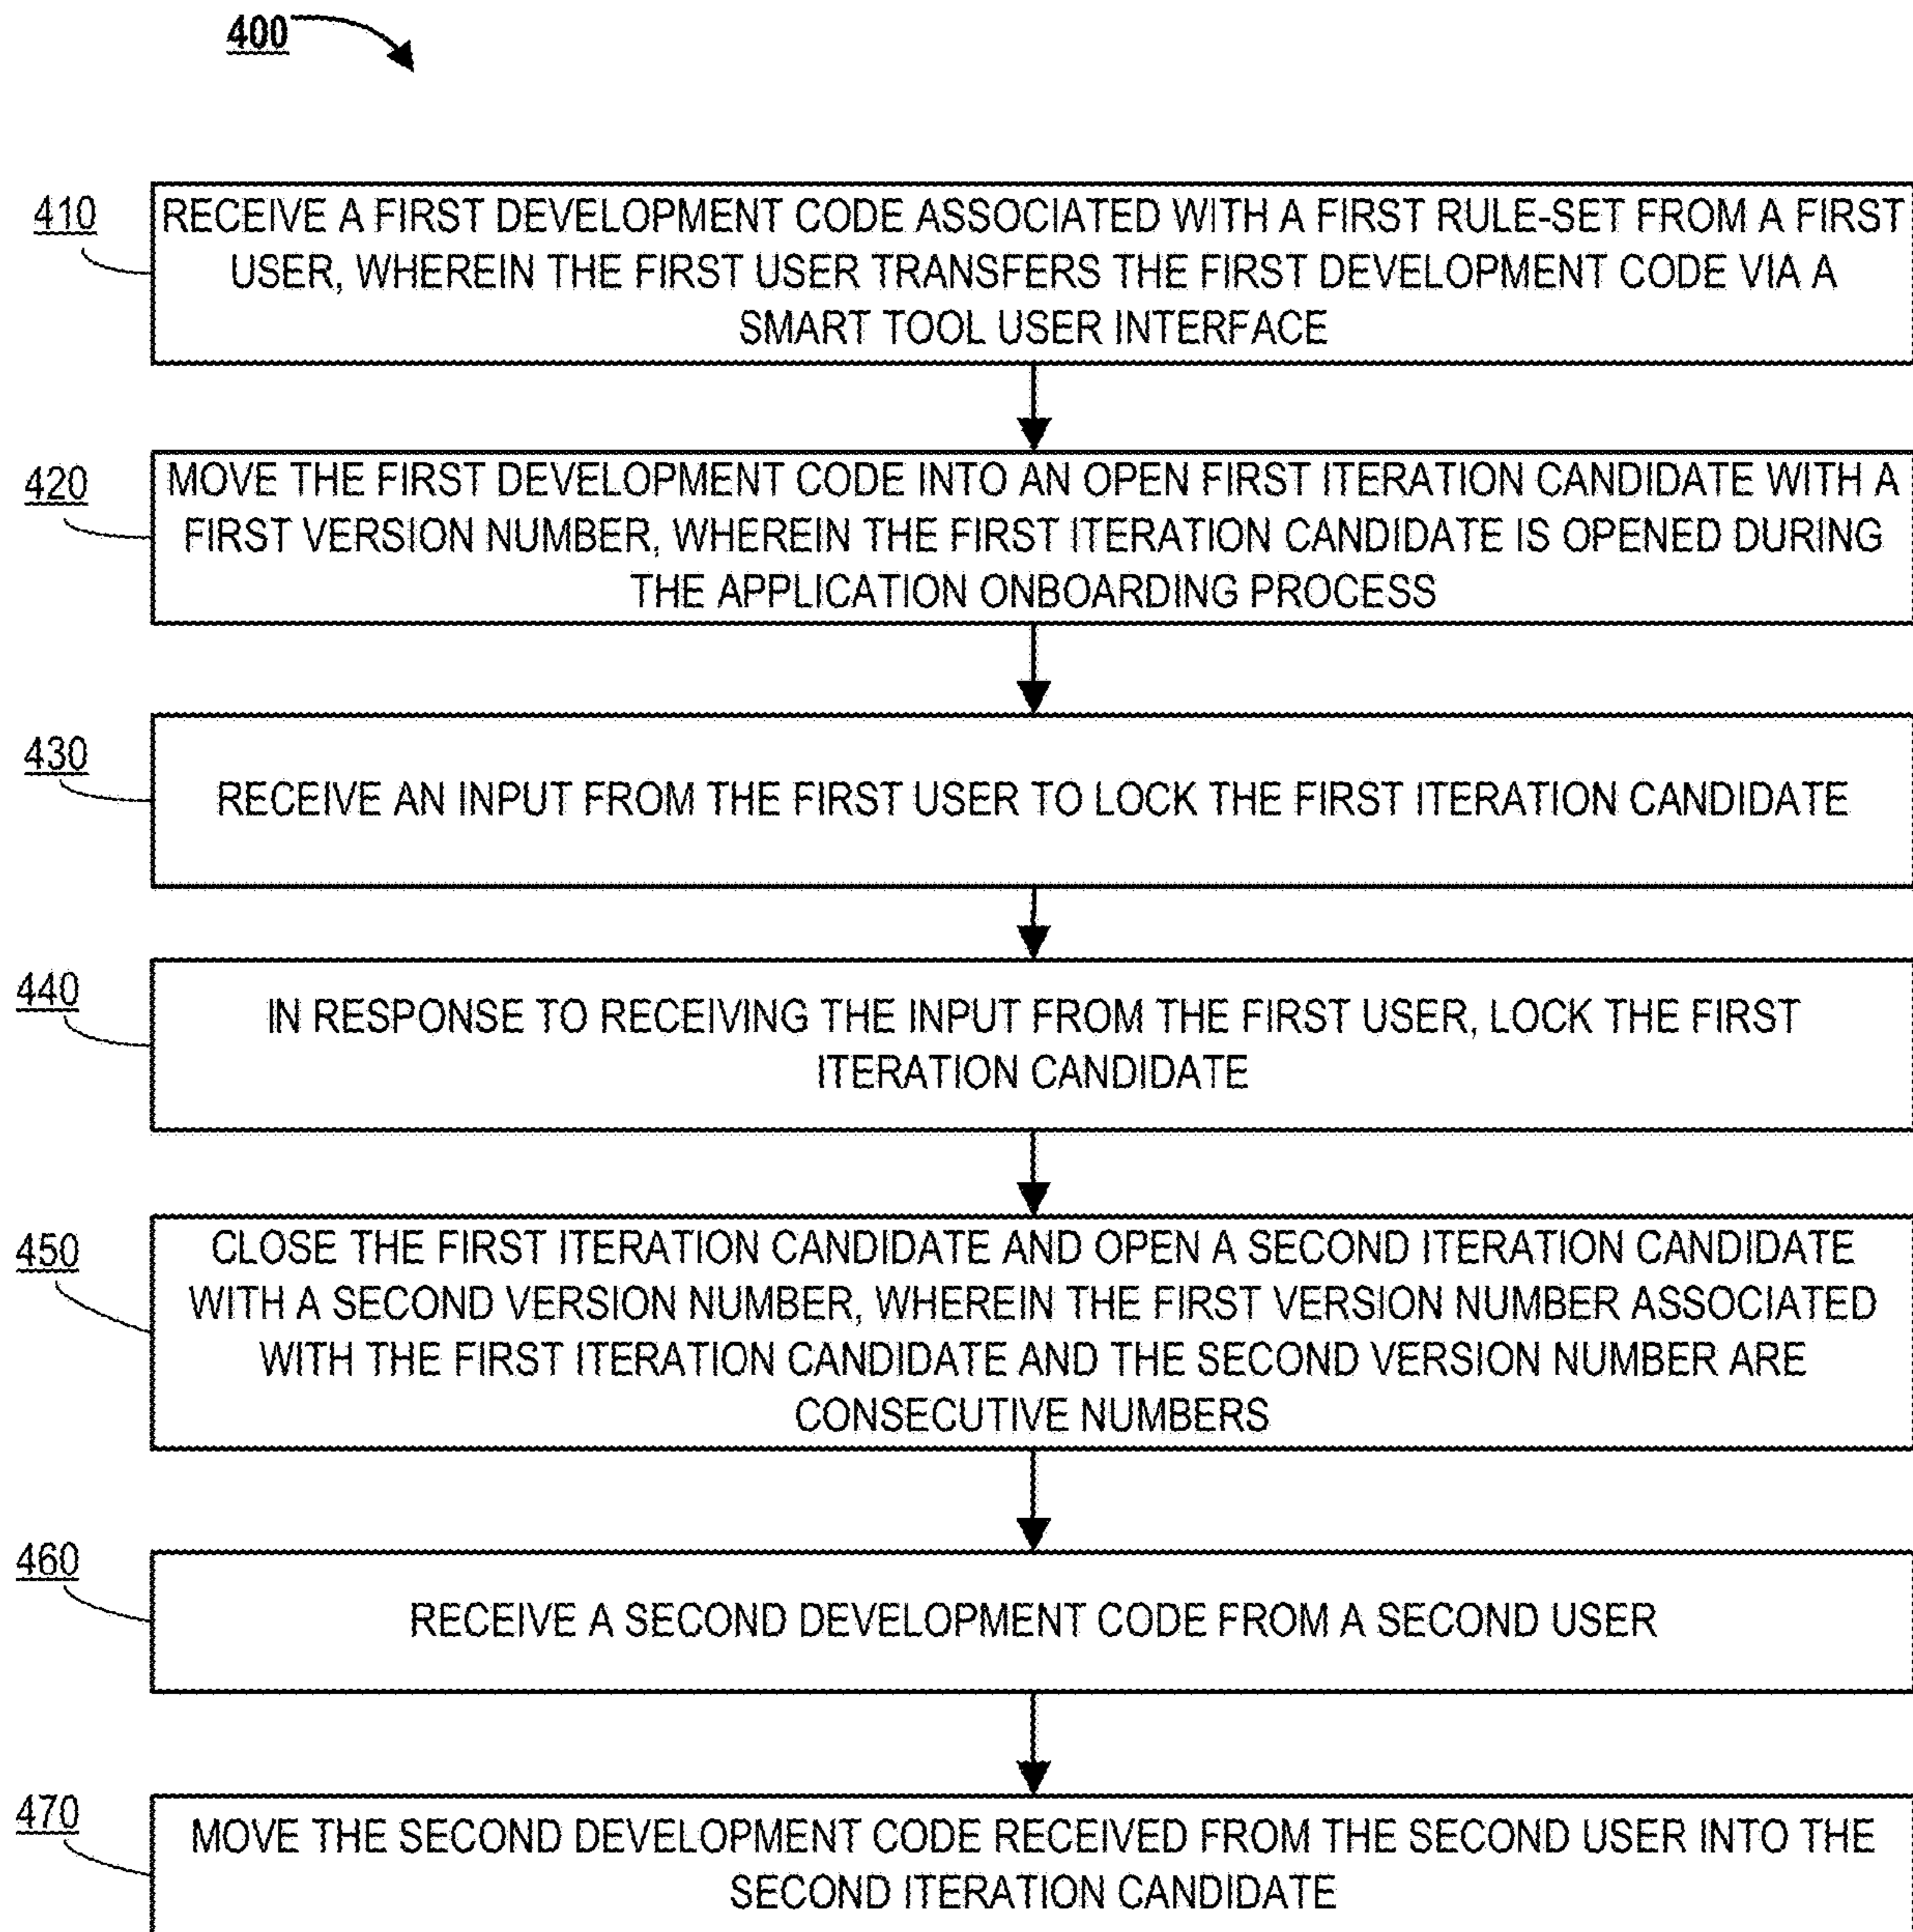 400
410
RECEIVE A FIRST DEVELOPMENT CODE ASSOCIATED WITH A FIRST RULE-SET FROM A FIRST
USER, WHEREIN THE FIRST USER TRANSFERS THE FIRST DEVELOPMENT CODE VIA A
SMART TOOL USER INTERFACE
420
MOVE THE FIRST DEVELOPMENT CODE INTO AN OPEN FIRST ITERATION CANDIDATE WITH A
FIRST VERSION NUMBER, WHEREIN THE FIRST ITERATION CANDIDATE IS OPENED DURING
THE APPLICATION ONBOARDING PROCESS
430
RECEIVE AN INPUT FROM THE FIRST USER TO LOCK THE FIRST ITERATION CANDIDATE
440
IN RESPONSE TO RECEIVING THE INPUT FROM THE FIRST USER, LOCK THE FIRST
ITERATION CANDIDATE
450
CLOSE THE FIRST ITERATION CANDIDATE AND OPEN A SECOND ITERATION CANDIDATE
WITH A SECOND VERSION NUMBER, WHEREIN THE FIRST VERSION NUMBER ASSOCIATED
WITH THE FIRST ITERATION CANDIDATE AND THE SECOND VERSION NUMBER ARE
CONSECUTIVE NUMBERS
460
RECEIVE A SECOND DEVELOPMENT CODE FROM A SECOND USER
470
MOVE THE SECOND DEVELOPMENT CODE RECEIVED FROM THE SECOND USER INTO THE
SECOND ITERATION CANDIDATE